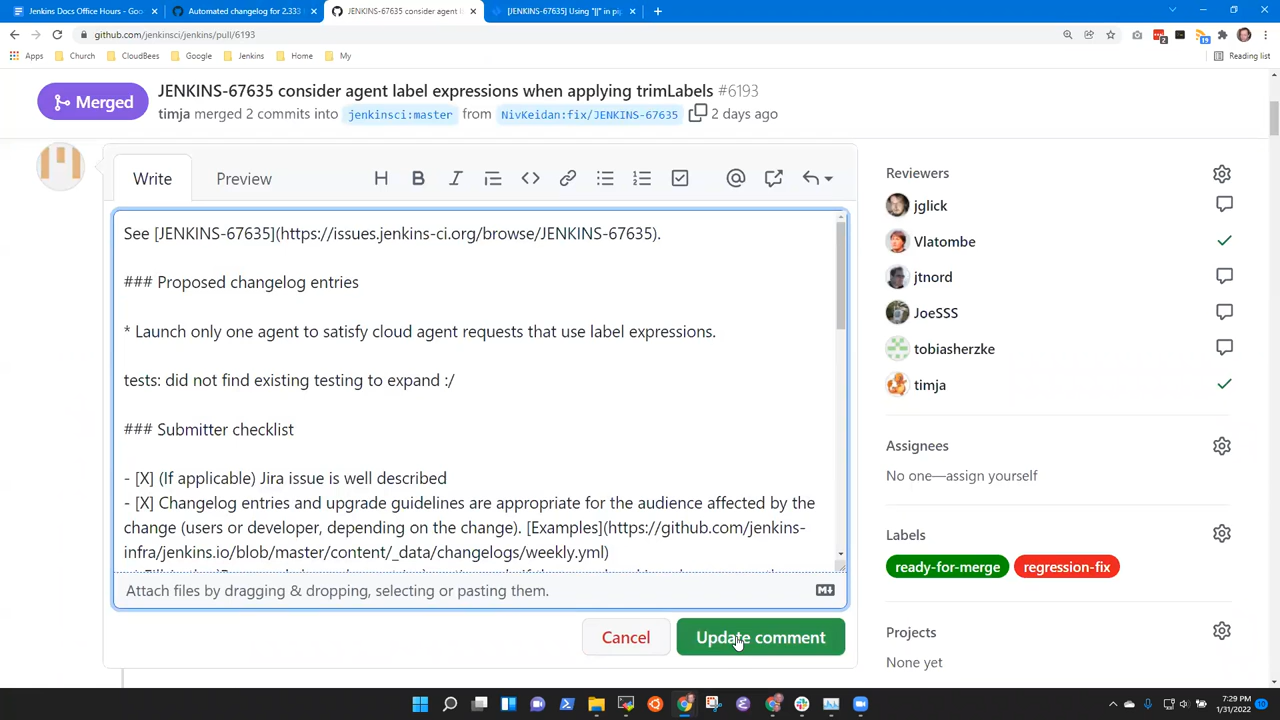 Jenkins Docs Office Hours -
Automated changelog for 2.333
JENKINS-67635 consider agent l
[JENKINS-67635] Using "||" in pip
github.com/jenkinsci/jenkins/pull/6193
Apps
Church
CloudBees
Google
Jenkins
Home
My
Reading list
Merged
JENKINS-67635 consider agent label expressions when applying trimLabels #6193
timja merged 2 commits into jenkinsci:master from NivKeidan:fix/JENKINS-67635 2 days ago
Write
Preview
See [JENKINS-67635](https://issues.jenkins-ci.org/browse/JENKINS-67635).
### Proposed changelog entries
* Launch only one agent to satisfy cloud agent requests that use label expressions.
tests: did not find existing testing to expand :/
### Submitter checklist
- [X] (If applicable) Jira issue is well described
- [X] Changelog entries and upgrade guidelines are appropriate for the audience affected by the
change (users or developer, depending on the change). [Examples](https://github.com/jenkins-
infra/jenkins.io/blob/master/content/_data/changelogs/weekly.yml)
Attach files by dragging & dropping, selecting or pasting them.
Cancel
Update comment
Reviewers
jglick
Vlatombe
jtnord
JoeSSS
tobiasherzke
timja
Assignees
No one—assign yourself
Labels
ready-for-merge
regression-fix
Projects
None yet
7:29 PM
1/31/2022